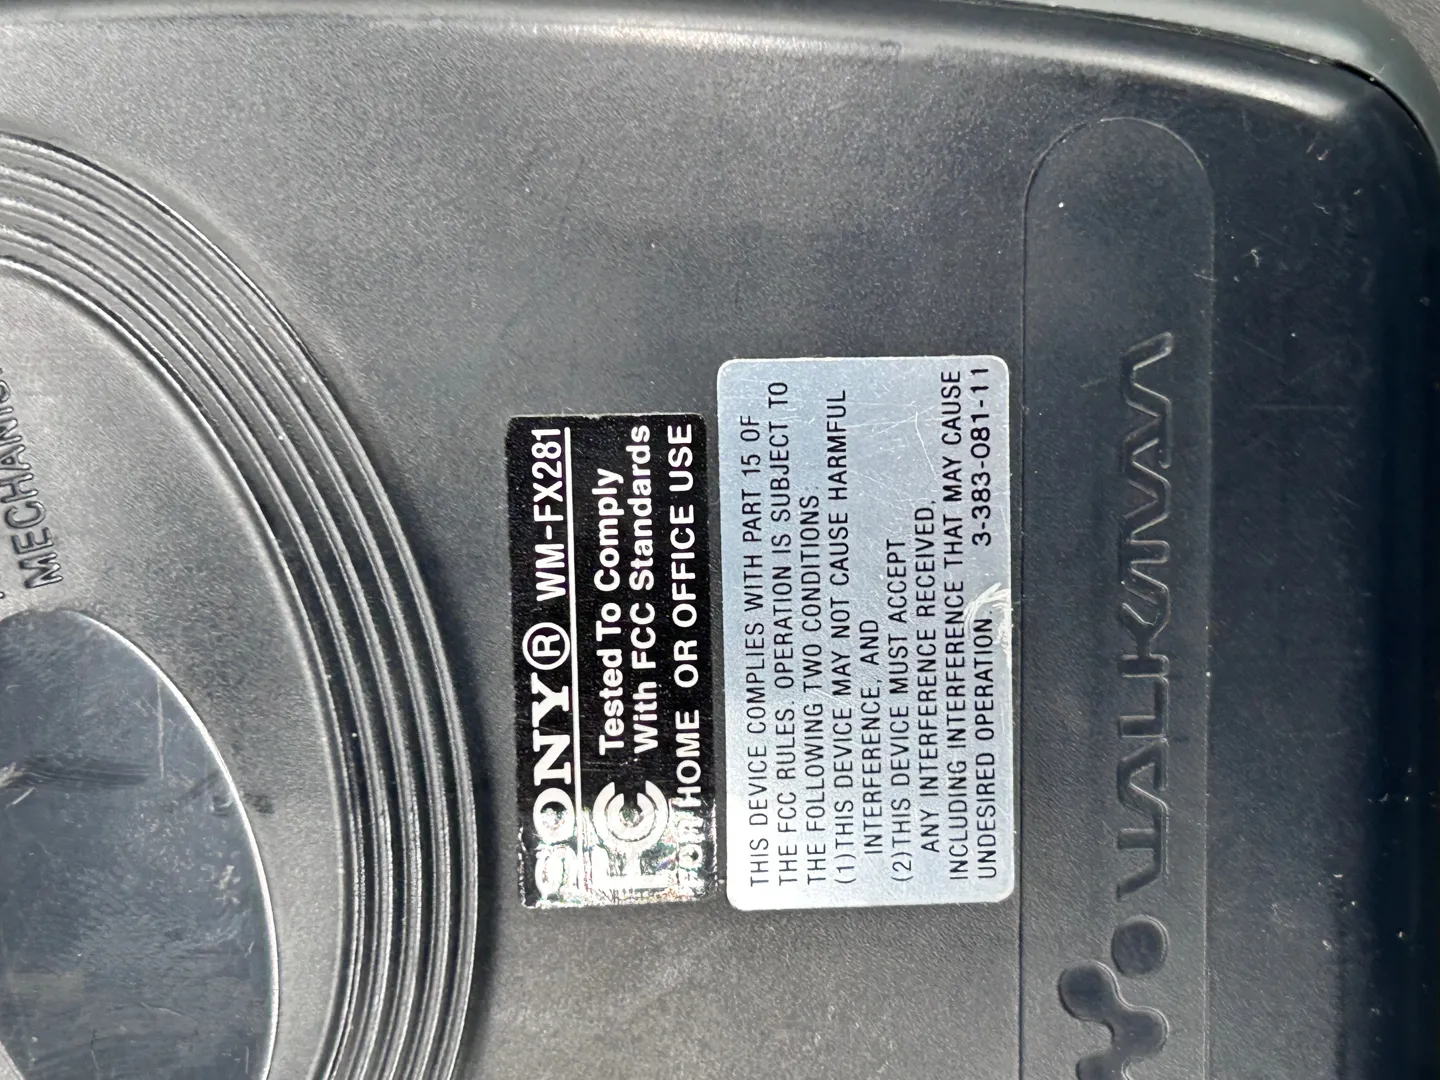 MECHANIS
SONY® WM-FX281
FC Tested To Comply
With FCC Standards
FOR HOME OR OFFICE USE
THIS DEVICE COMPLIES WITH PART 15 OF
THE FCC RULES. OPERATION IS SUBJECT TO
THE FOLLOWING TWO CONDITIONS.
(1)THIS DEVICE MAY NOT CAUSE HARMFUL
INTERFERENCE, AND
(2)THIS DEVICE MUST ACCEPT
ANY INTERFERENCE RECEIVED,
INCLUDING INTERFERENCE THAT MAY CAUSE
UNDESIRED OPERATION. 3-383-081-11
WALKMAN